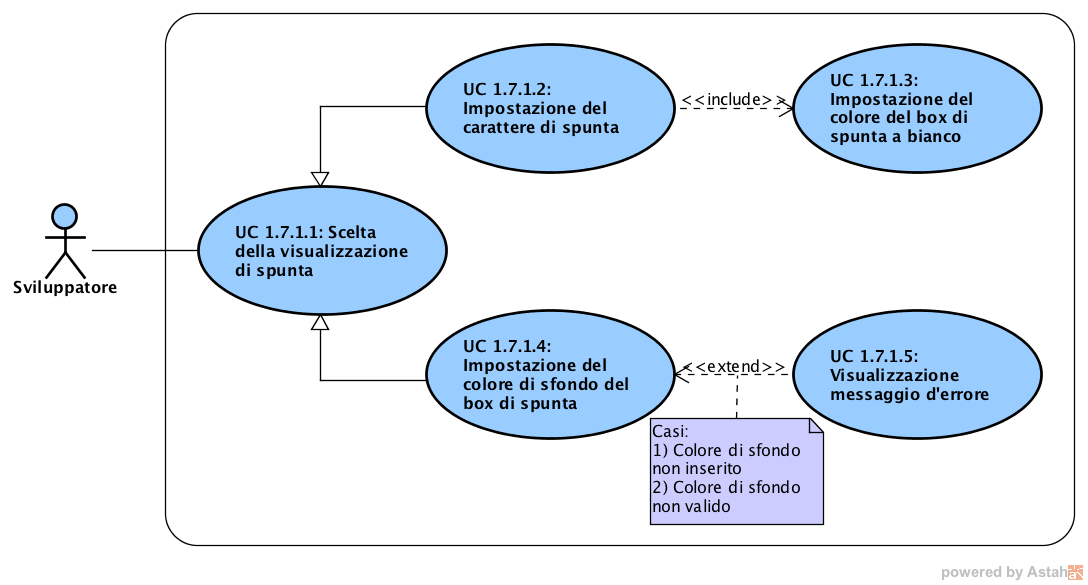 UC 1.7.1.2:
Impostazione del
carattere di spunta
<<include>>
UC 1.7.1.3:
Impostazione del
colore del box di
spunta a bianco
UC 1.7.1.1: Scelta
della visualizzazione
di spunta
Sviluppatore
UC 1.7.1.4:
Impostazione del
colore di sfondo del
box di spunta
<<extend>>
UC 1.7.1.5:
Visualizzazione
messaggio d'errore
Casi:
1) Colore di sfondo
non inserito
2) Colore di sfondo
non valido
powered by Astah